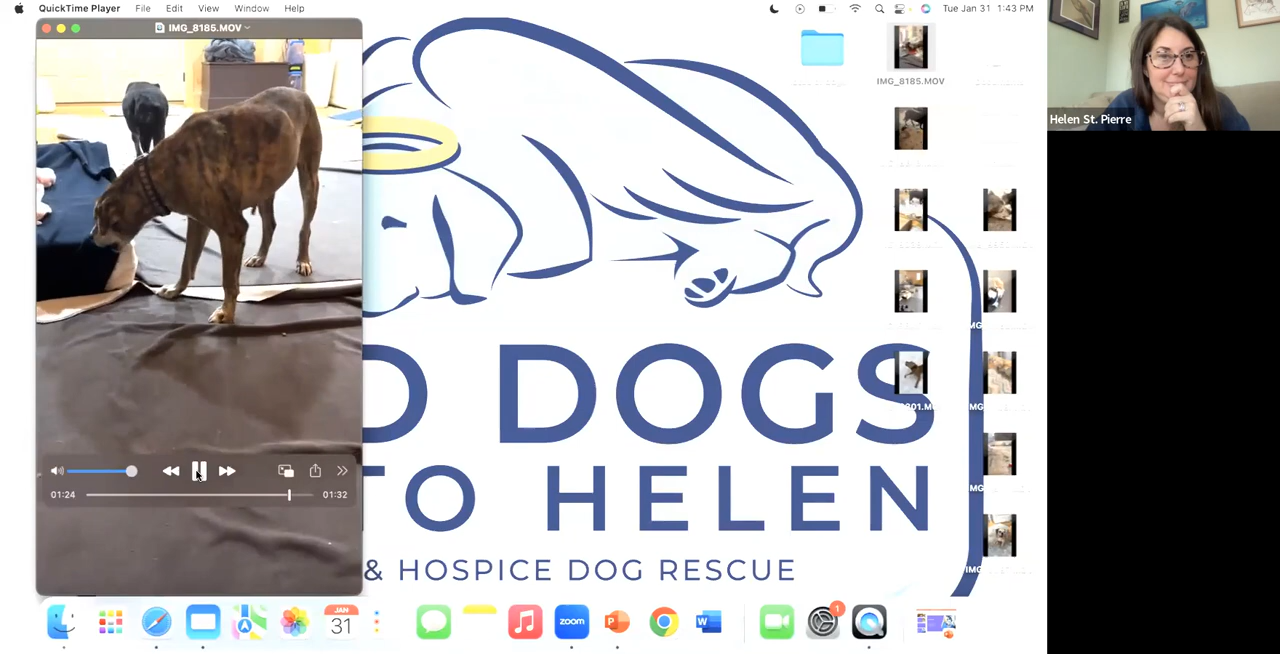 QuickTime Player File Edit View Window Help
Tue Jan 31 1:43 PM
IMG_8185.MOV
IMG_8185.MOV
Helen St. Pierre
D DOGS
TO HELEN
& HOSPICE DOG RESCUE
01:24
01:32
JAN
31
zoom
1